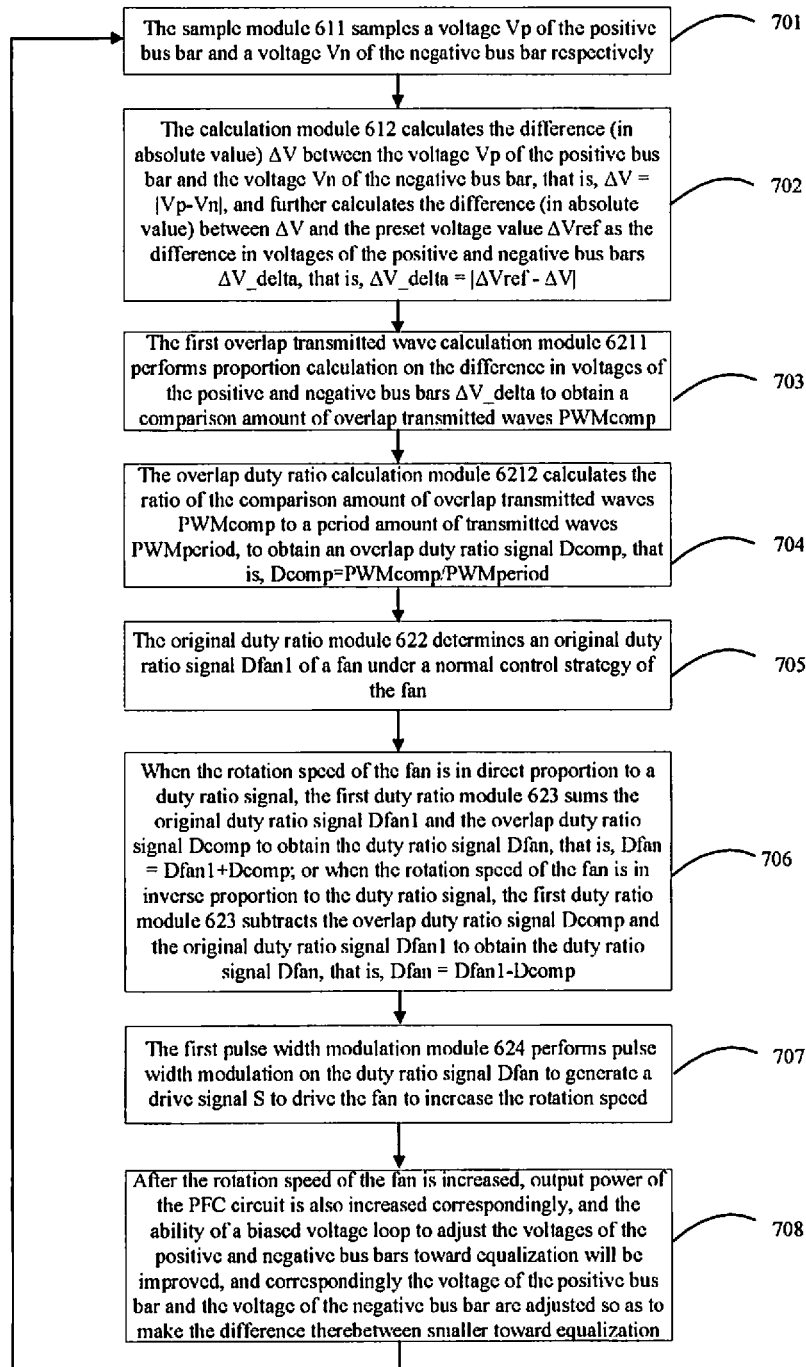 The sample module 611 samples a voltage Vp of the positive
bus bar and a voltage Vn of the negative bus bar respectively
701
The calculation module 612 calculates the difference (in
absolute value) ΔV between the voltage Vp of the positive bus
bar and the voltage Vn of the negative bus bar, that is, ΔV =
|Vp-Vn|, and further calculates the difference (in absolute
value) between ΔV and the preset voltage value ΔVref as the
difference in voltages of the positive and negative bus bars
ΔV_delta, that is, ΔV_delta = |ΔVref - ΔV|
702
The first overlap transmitted wave calculation module 6211
performs proportion calculation on the difference in voltages
of the positive and negative bus bars ΔV_delta to obtain a
comparison amount of overlap transmitted waves PWMcomp
703
The overlap duty ratio calculation module 6212 calculates the
ratio of the comparison amount of overlap transmitted waves
PWMcomp to a period amount of transmitted waves
PWMperiod, to obtain an overlap duty ratio signal Dcomp, that
is, Dcomp=PWMcomp/PWMperiod
704
The original duty ratio module 622 determines an original duty
ratio signal Dfan1 of a fan under a normal control strategy of
the fan
705
When the rotation speed of the fan is in direct proportion to a
duty ratio signal, the first duty ratio module 623 sums the
original duty ratio signal Dfan1 and the overlap duty ratio
signal Dcomp to obtain the duty ratio signal Dfan, that is, Dfan
= Dfan1+Dcomp; or when the rotation speed of the fan is in
inverse proportion to the duty ratio signal, the first duty ratio
module 623 subtracts the overlap duty ratio signal Dcomp and
the original duty ratio signal Dfan1 to obtain the duty ratio
signal Dfan, that is, Dfan = Dfan1-Dcomp
706
The first pulse width modulation module 624 performs pulse
width modulation on the duty ratio signal Dfan to generate a
drive signal S to drive the fan to increase the rotation speed
707
After the rotation speed of the fan is increased, output power
of the PFC circuit is also increased correspondingly, and the
ability of a biased voltage loop to adjust the voltages of the
positive and negative bus bars toward equalization will be
improved, and correspondingly the voltage of the positive bus
bar and the voltage of the negative bus bar are adjusted so as to
make the difference therebetween smaller toward equalization
708